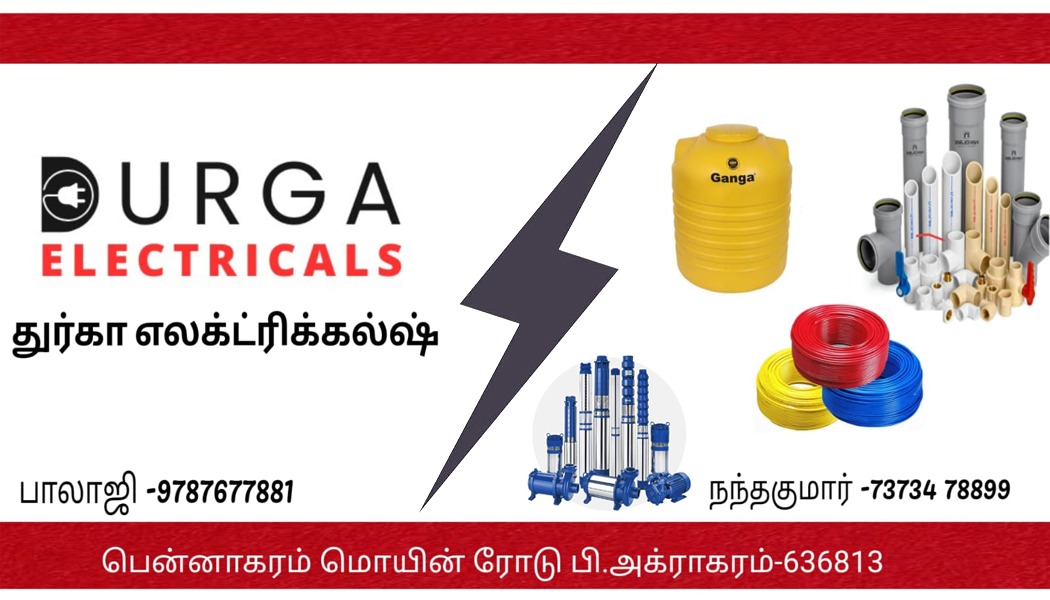 DURGA
ELECTRICALS
துர்கா எலக்ட்ரிக்கல்ஷ்
Ganga
பாலாஜி -9787677881
நந்தகுமார் -73734 78899
பென்னாகரம் மொயின் ரோடு பி.அக்ராகரம்-636813